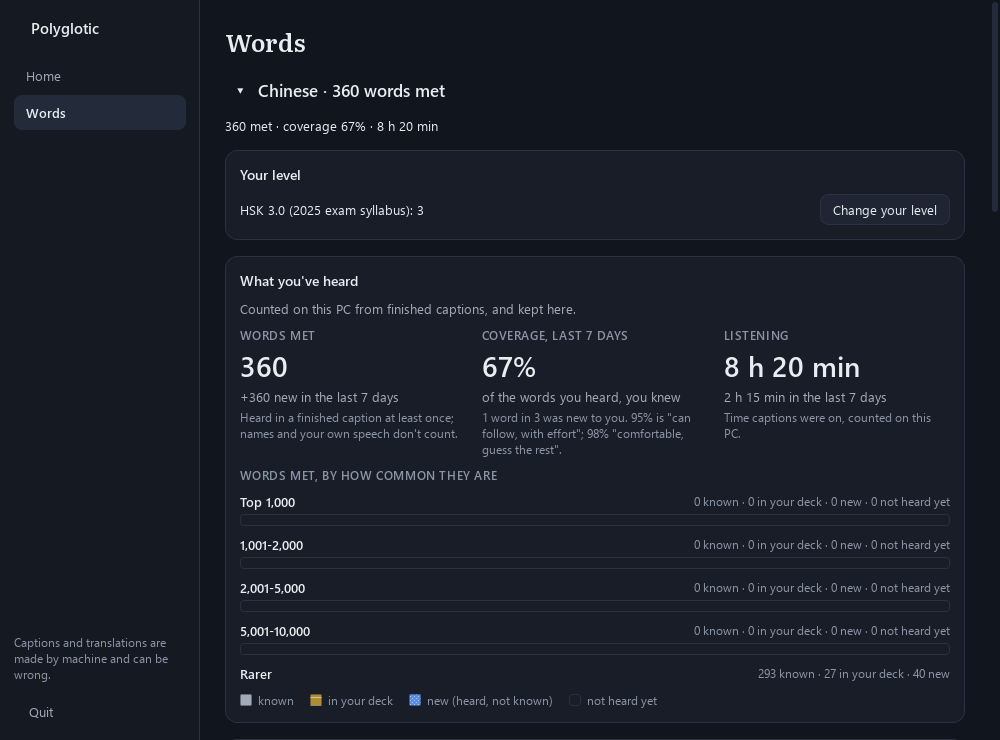 Polyglotic
Home
Words
Captions and translations are
made by machine and can be
wrong.
Quit
Words
▾ Chinese · 360 words met
360 met · coverage 67% · 8 h 20 min
Your level
HSK 3.0 (2025 exam syllabus): 3
Change your level
What you've heard
Counted on this PC from finished captions, and kept here.
WORDS MET
360
+360 new in the last 7 days
Heard in a finished caption at least once;
names and your own speech don't count.
COVERAGE, LAST 7 DAYS
67%
of the words you heard, you knew
1 word in 3 was new to you. 95% is "can
follow, with effort"; 98% "comfortable,
guess the rest".
LISTENING
8 h 20 min
2 h 15 min in the last 7 days
Time captions were on, counted on this
PC.
WORDS MET, BY HOW COMMON THEY ARE
Top 1,000 0 known · 0 in your deck · 0 new · 0 not heard yet
1,001-2,000 0 known · 0 in your deck · 0 new · 0 not heard yet
2,001-5,000 0 known · 0 in your deck · 0 new · 0 not heard yet
5,001-10,000 0 known · 0 in your deck · 0 new · 0 not heard yet
Rarer 293 known · 27 in your deck · 40 new
known in your deck new (heard, not known) not heard yet